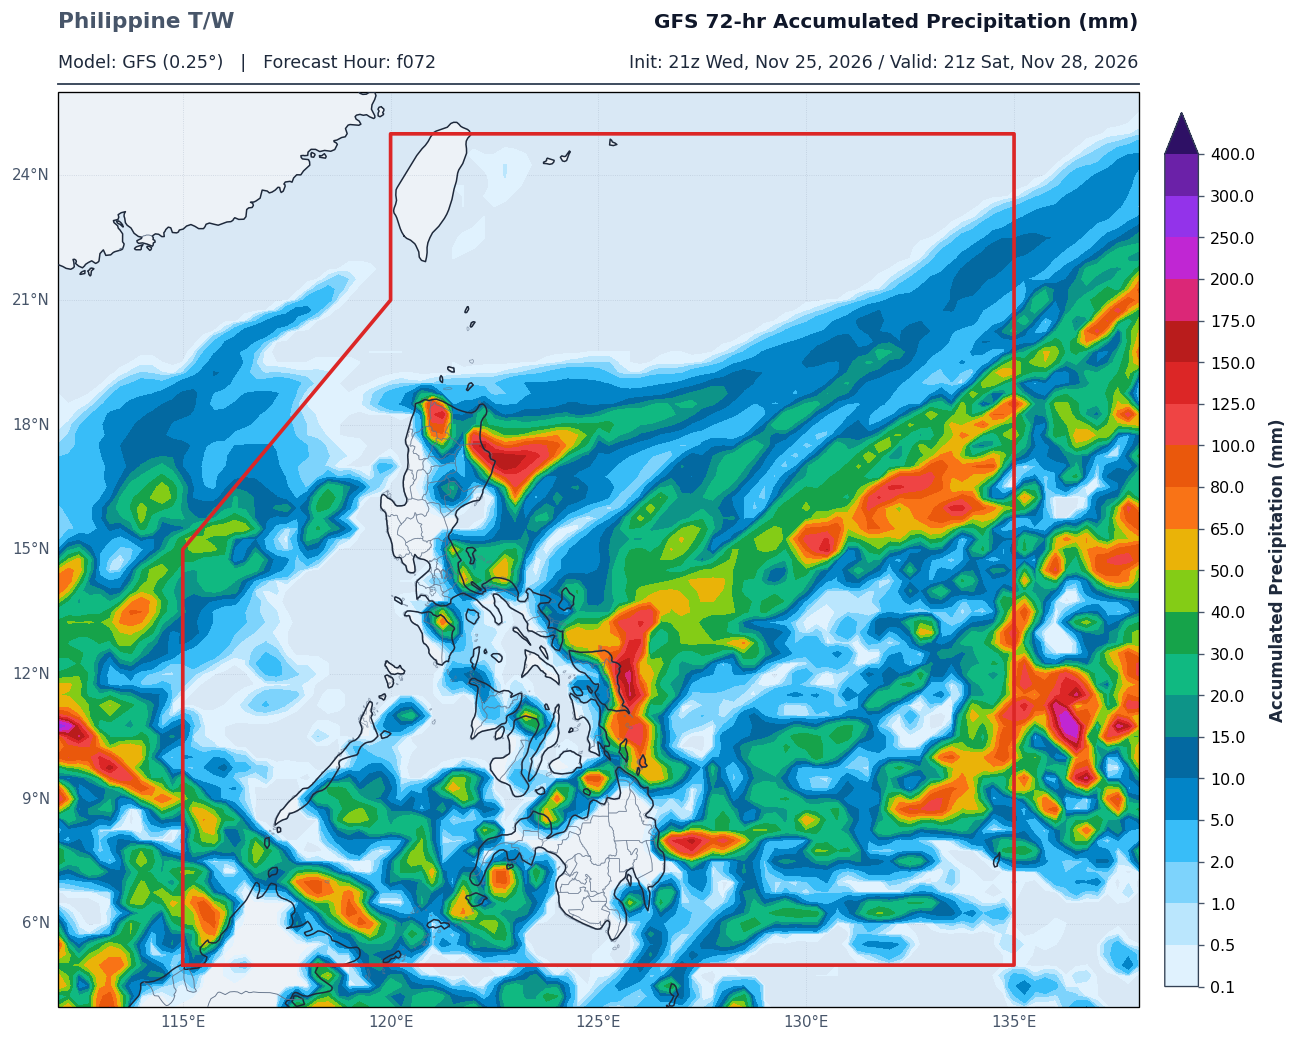 Philippine T/W
GFS 72-hr Accumulated Precipitation (mm)
Model: GFS (0.25°) | Forecast Hour: f072
Init: 21z Wed, Nov 25, 2026 / Valid: 21z Sat, Nov 28, 2026
24°N
21°N
18°N
15°N
12°N
9°N
6°N
115°E
120°E
125°E
130°E
135°E
400.0
300.0
250.0
200.0
175.0
150.0
125.0
100.0
80.0
65.0
50.0
40.0
30.0
20.0
15.0
10.0
5.0
2.0
1.0
0.5
0.1
Accumulated Precipitation (mm)